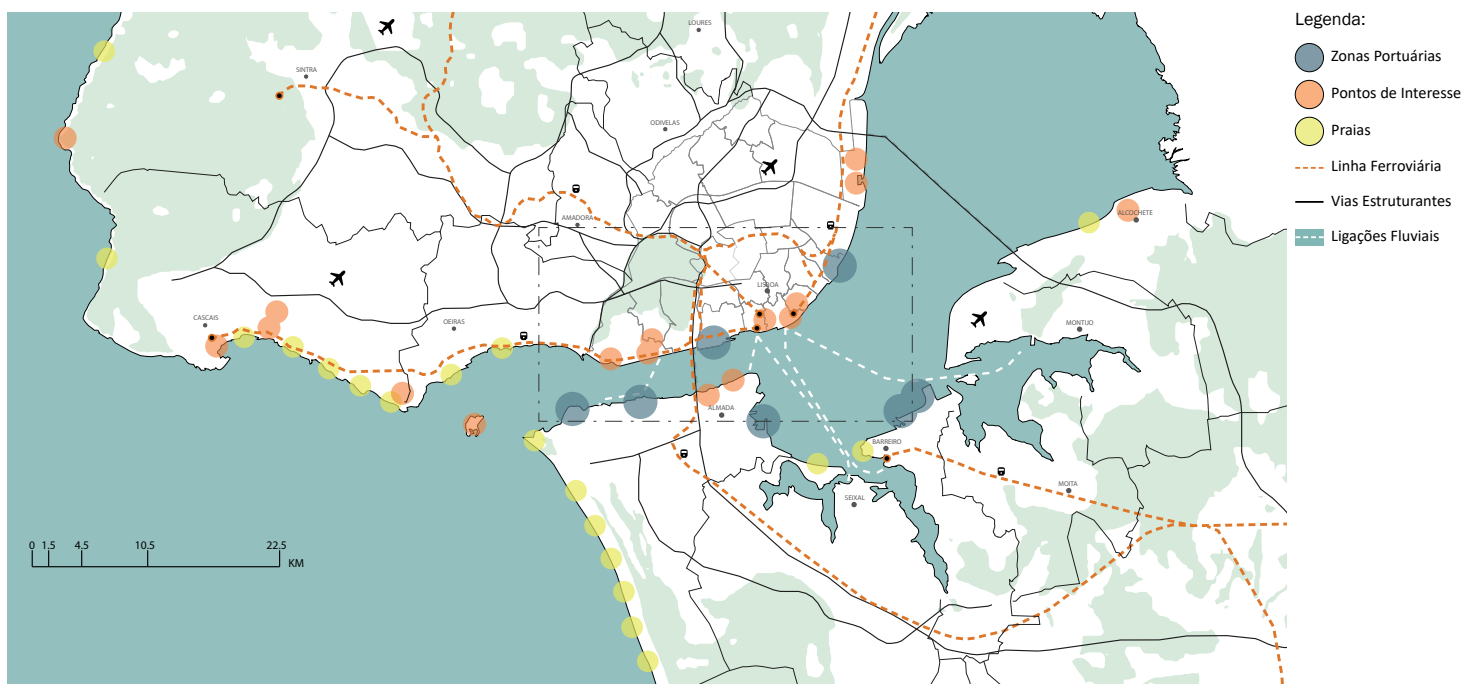 Legenda:
Zonas Portuárias
Pontos de Interesse
Praias
Linha Ferroviária
Vias Estruturantes
Ligações Fluviais
LOURES
SINTRA
ODIVELAS
AMADORA
ALCOCHETE
LISBOA
CASCAIS
OEIRAS
MONTIJO
ALMADA
BARREIRO
MOITA
SEIXAL
0 1.5 4.5 10.5 22.5
KM